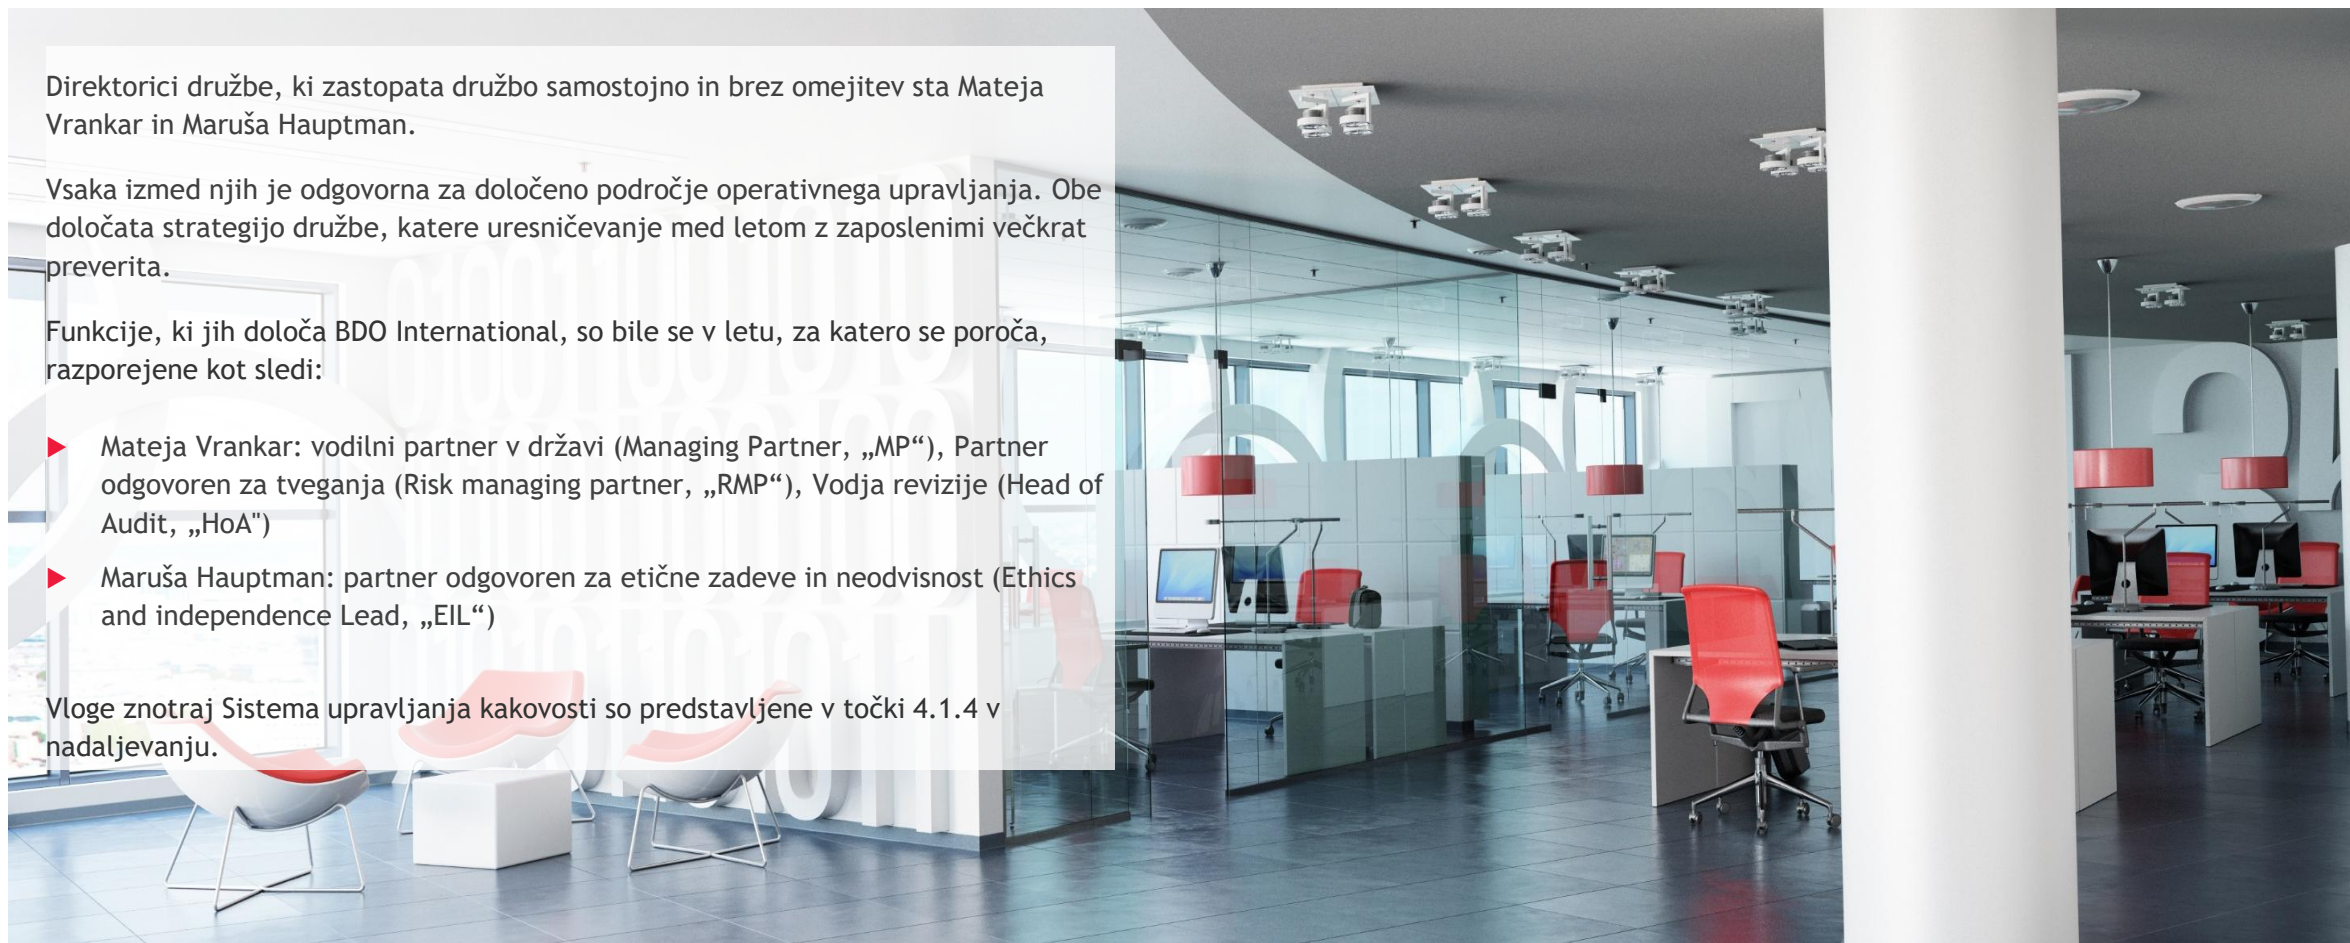 Direktorici družbe, ki zastopata družbo samostojno in brez omejitev sta Mateja
Vrankar in Maruša Hauptman.
Vsaka izmed njih je odgovorna za določeno področje operativnega upravljanja. Obe
določata strategijo družbe, katere uresničevanje med letom z zaposlenimi večkrat
preverita.
Funkcije, ki jih določa BDO International, so bile se v letu, za katero se poroča,
razporejene kot sledi:
▶ Mateja Vrankar: vodilni partner v državi (Managing Partner, „MP“), Partner
odgovoren za tveganja (Risk managing partner, „RMP“), Vodja revizije (Head of
Audit, „HoA")
▶ Maruša Hauptman: partner odgovoren za etične zadeve in neodvisnost (Ethics
and independence Lead, „EIL“)
Vloge znotraj Sistema upravljanja kakovosti so predstavljene v točki 4.1.4 v
nadaljevanju.